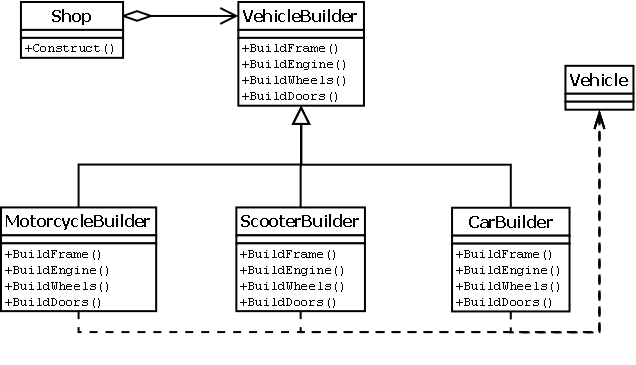 Shop
+Construct()
VehicleBuilder
+BuildFrame()
+BuildEngine()
+BuildWheels()
+BuildDoors()
Vehicle
MotorcycleBuilder
+BuildFrame()
+BuildEngine()
+BuildWheels()
+BuildDoors()
ScooterBuilder
+BuildFrame()
+BuildEngine()
+BuildWheels()
+BuildDoors()
CarBuilder
+BuildFrame()
+BuildEngine()
+BuildWheels()
+BuildDoors()